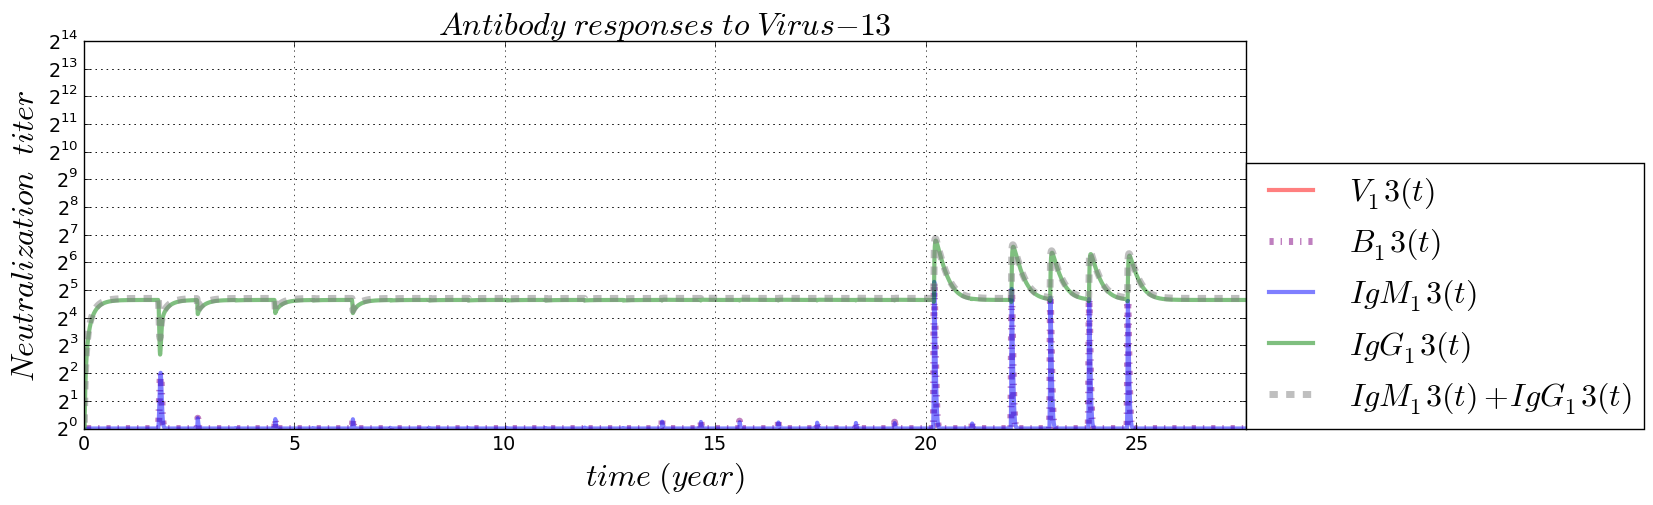 Antibody responses to Virus−13
Neutralization titer
2^14
2^13
2^12
2^11
2^10
2^9
2^8
2^7
2^6
2^5
2^4
2^3
2^2
2^1
2^0
0 5 10 15 20 25
time (year)
V_1 3(t)
B_1 3(t)
IgM_1 3(t)
IgG_1 3(t)
IgM_1 3(t) + IgG_1 3(t)